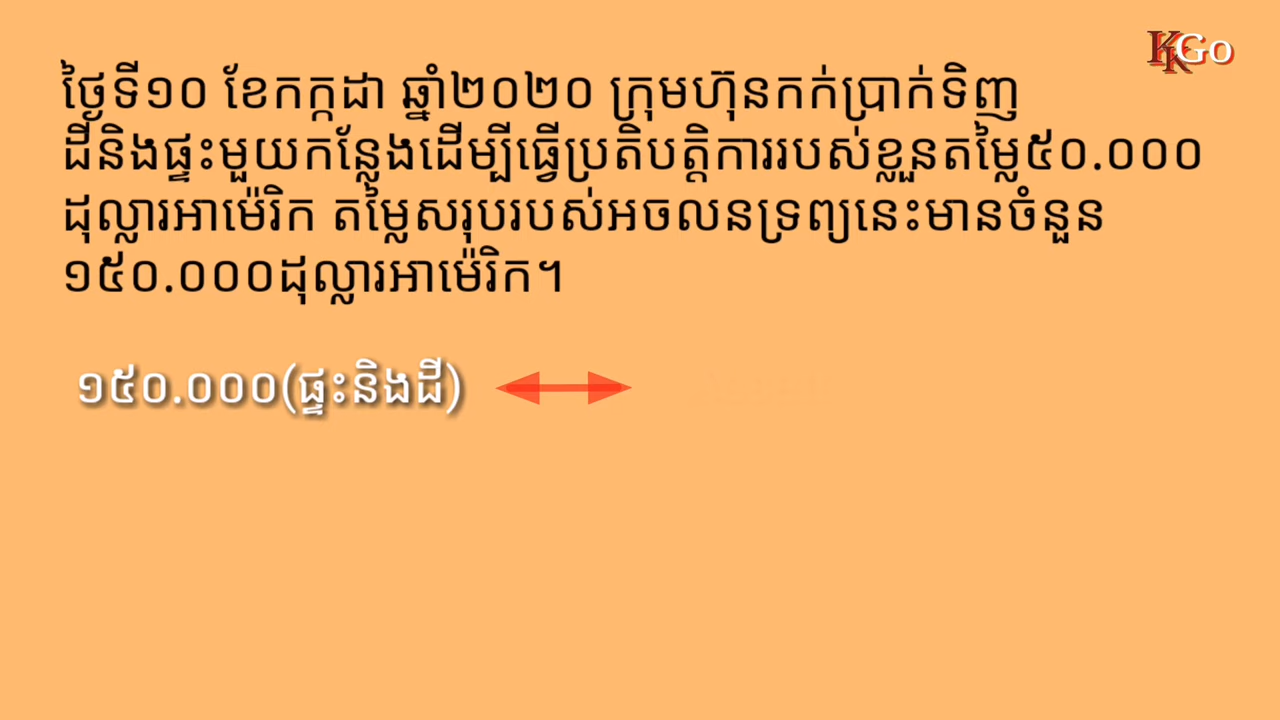 KK Go
ថ្ងៃទី១០ ខែកក្កដា ឆ្នាំ២០២០ ក្រុមហ៊ុនកក់ប្រាក់ទិញ
ដីនិងផ្ទះមួយកន្លែងដើម្បីធ្វើប្រតិបត្តិការរបស់ខ្លួនតម្លៃ៥០.០០០
ដុល្លារអាម៉េរិក តម្លៃសរុបរបស់អចលនទ្រព្យនេះមានចំនួន
១៥០.០០០ដុល្លារអាម៉េរិក។
១៥០.០០០(ផ្ទះនិងដី)